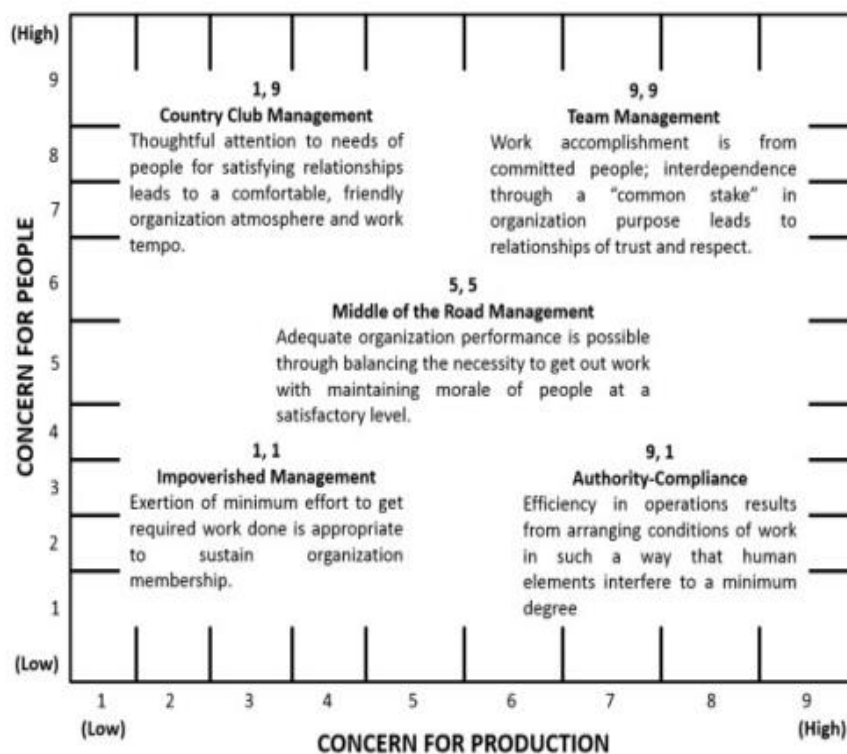 (High)
9
8
7
6
5
4
3
2
1
(Low)
CONCERN FOR PEOPLE
1, 9
Country Club Management
Thoughtful attention to needs of
people for satisfying relationships
leads to a comfortable, friendly
organization atmosphere and work
tempo.
9, 9
Team Management
Work accomplishment is from
committed people; interdependence
through a “common stake” in
organization purpose leads to
relationships of trust and respect.
5, 5
Middle of the Road Management
Adequate organization performance is possible
through balancing the necessity to get out work
with maintaining morale of people at a
satisfactory level.
1, 1
Impoverished Management
Exertion of minimum effort to get
required work done is appropriate
to sustain organization
membership.
9, 1
Authority-Compliance
Efficiency in operations results
from arranging conditions of work
in such a way that human
elements interfere to a minimum
degree
1 2 3 4 5 6 7 8 9
(Low) (High)
CONCERN FOR PRODUCTION